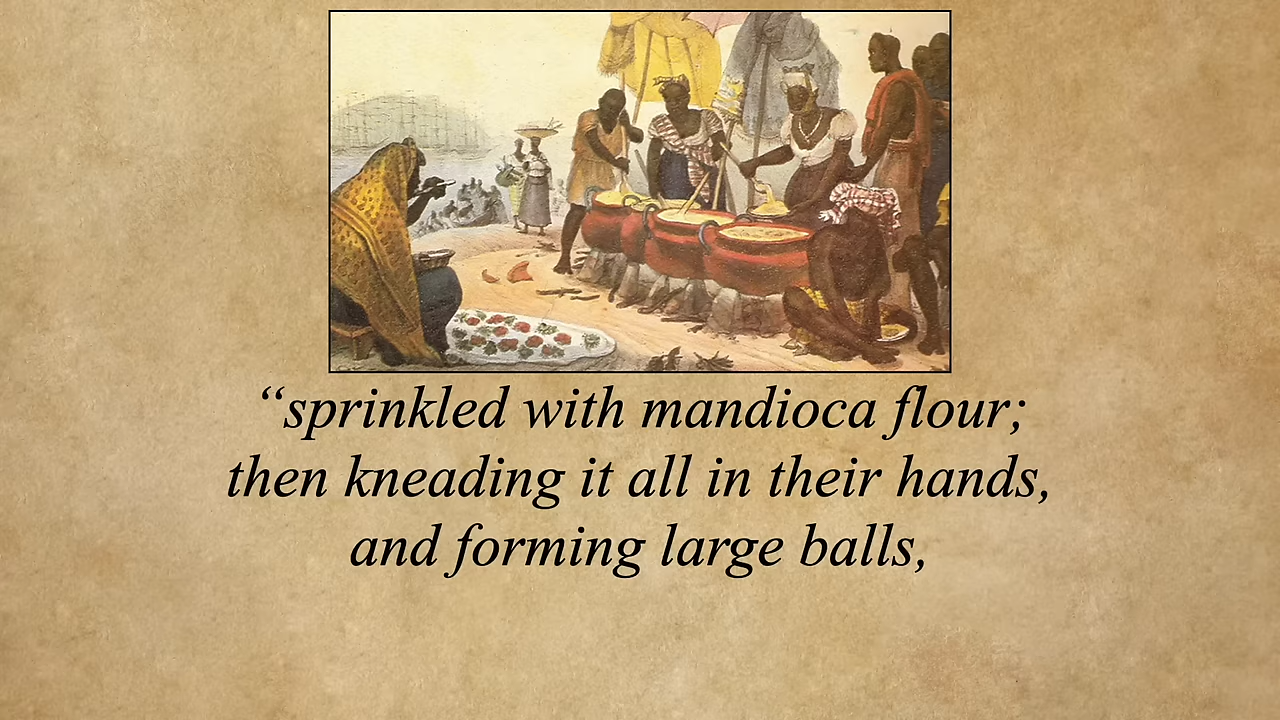 “sprinkled with mandioca flour;
then kneading it all in their hands,
and forming large balls,